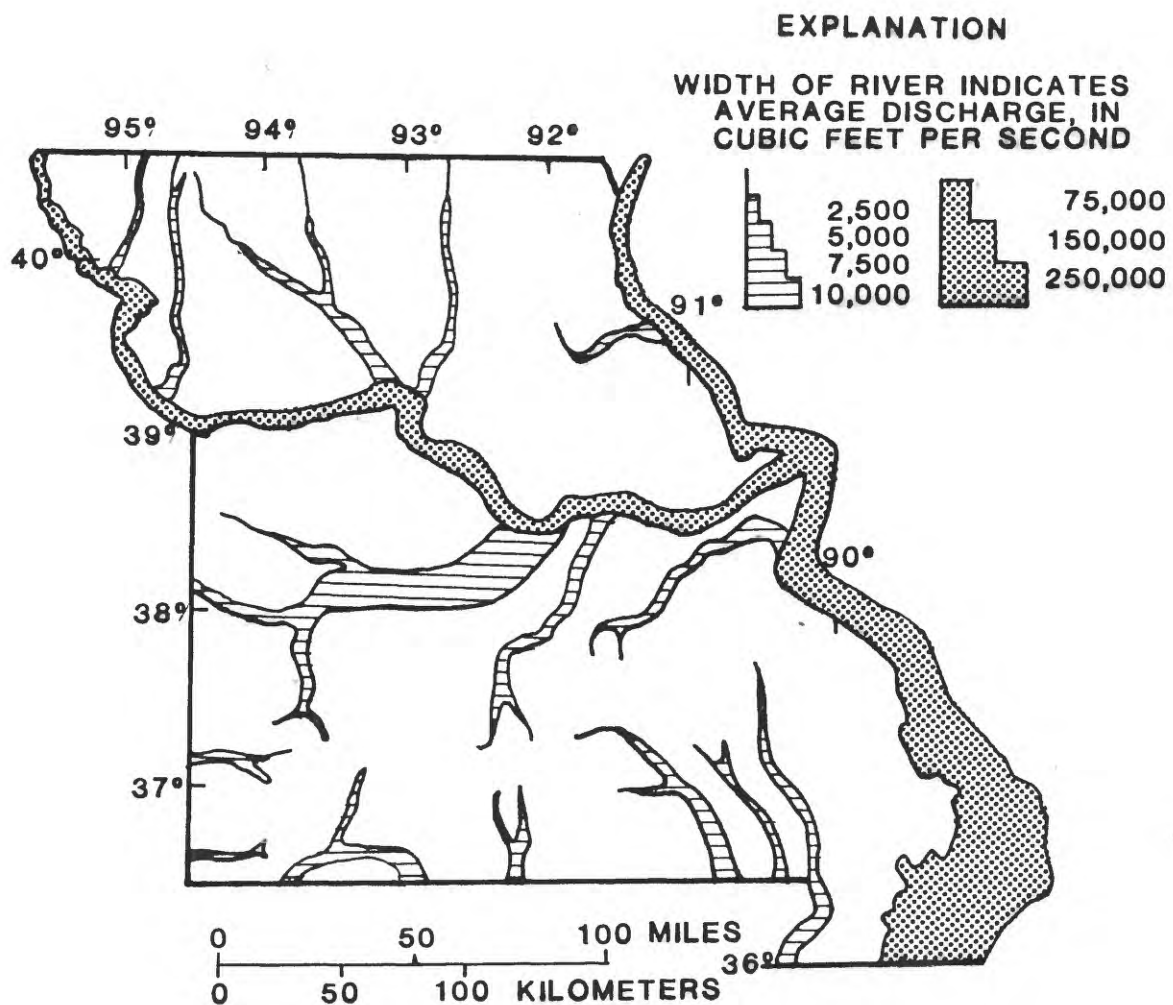 EXPLANATION
WIDTH OF RIVER INDICATES
AVERAGE DISCHARGE, IN
CUBIC FEET PER SECOND
2,500
5,000
7,500
10,000
75,000
150,000
250,000
95° 94° 93° 92°
40°
91°
39°
90°
38°
37°
36°
0 50 100 MILES
0 50 100 KILOMETERS